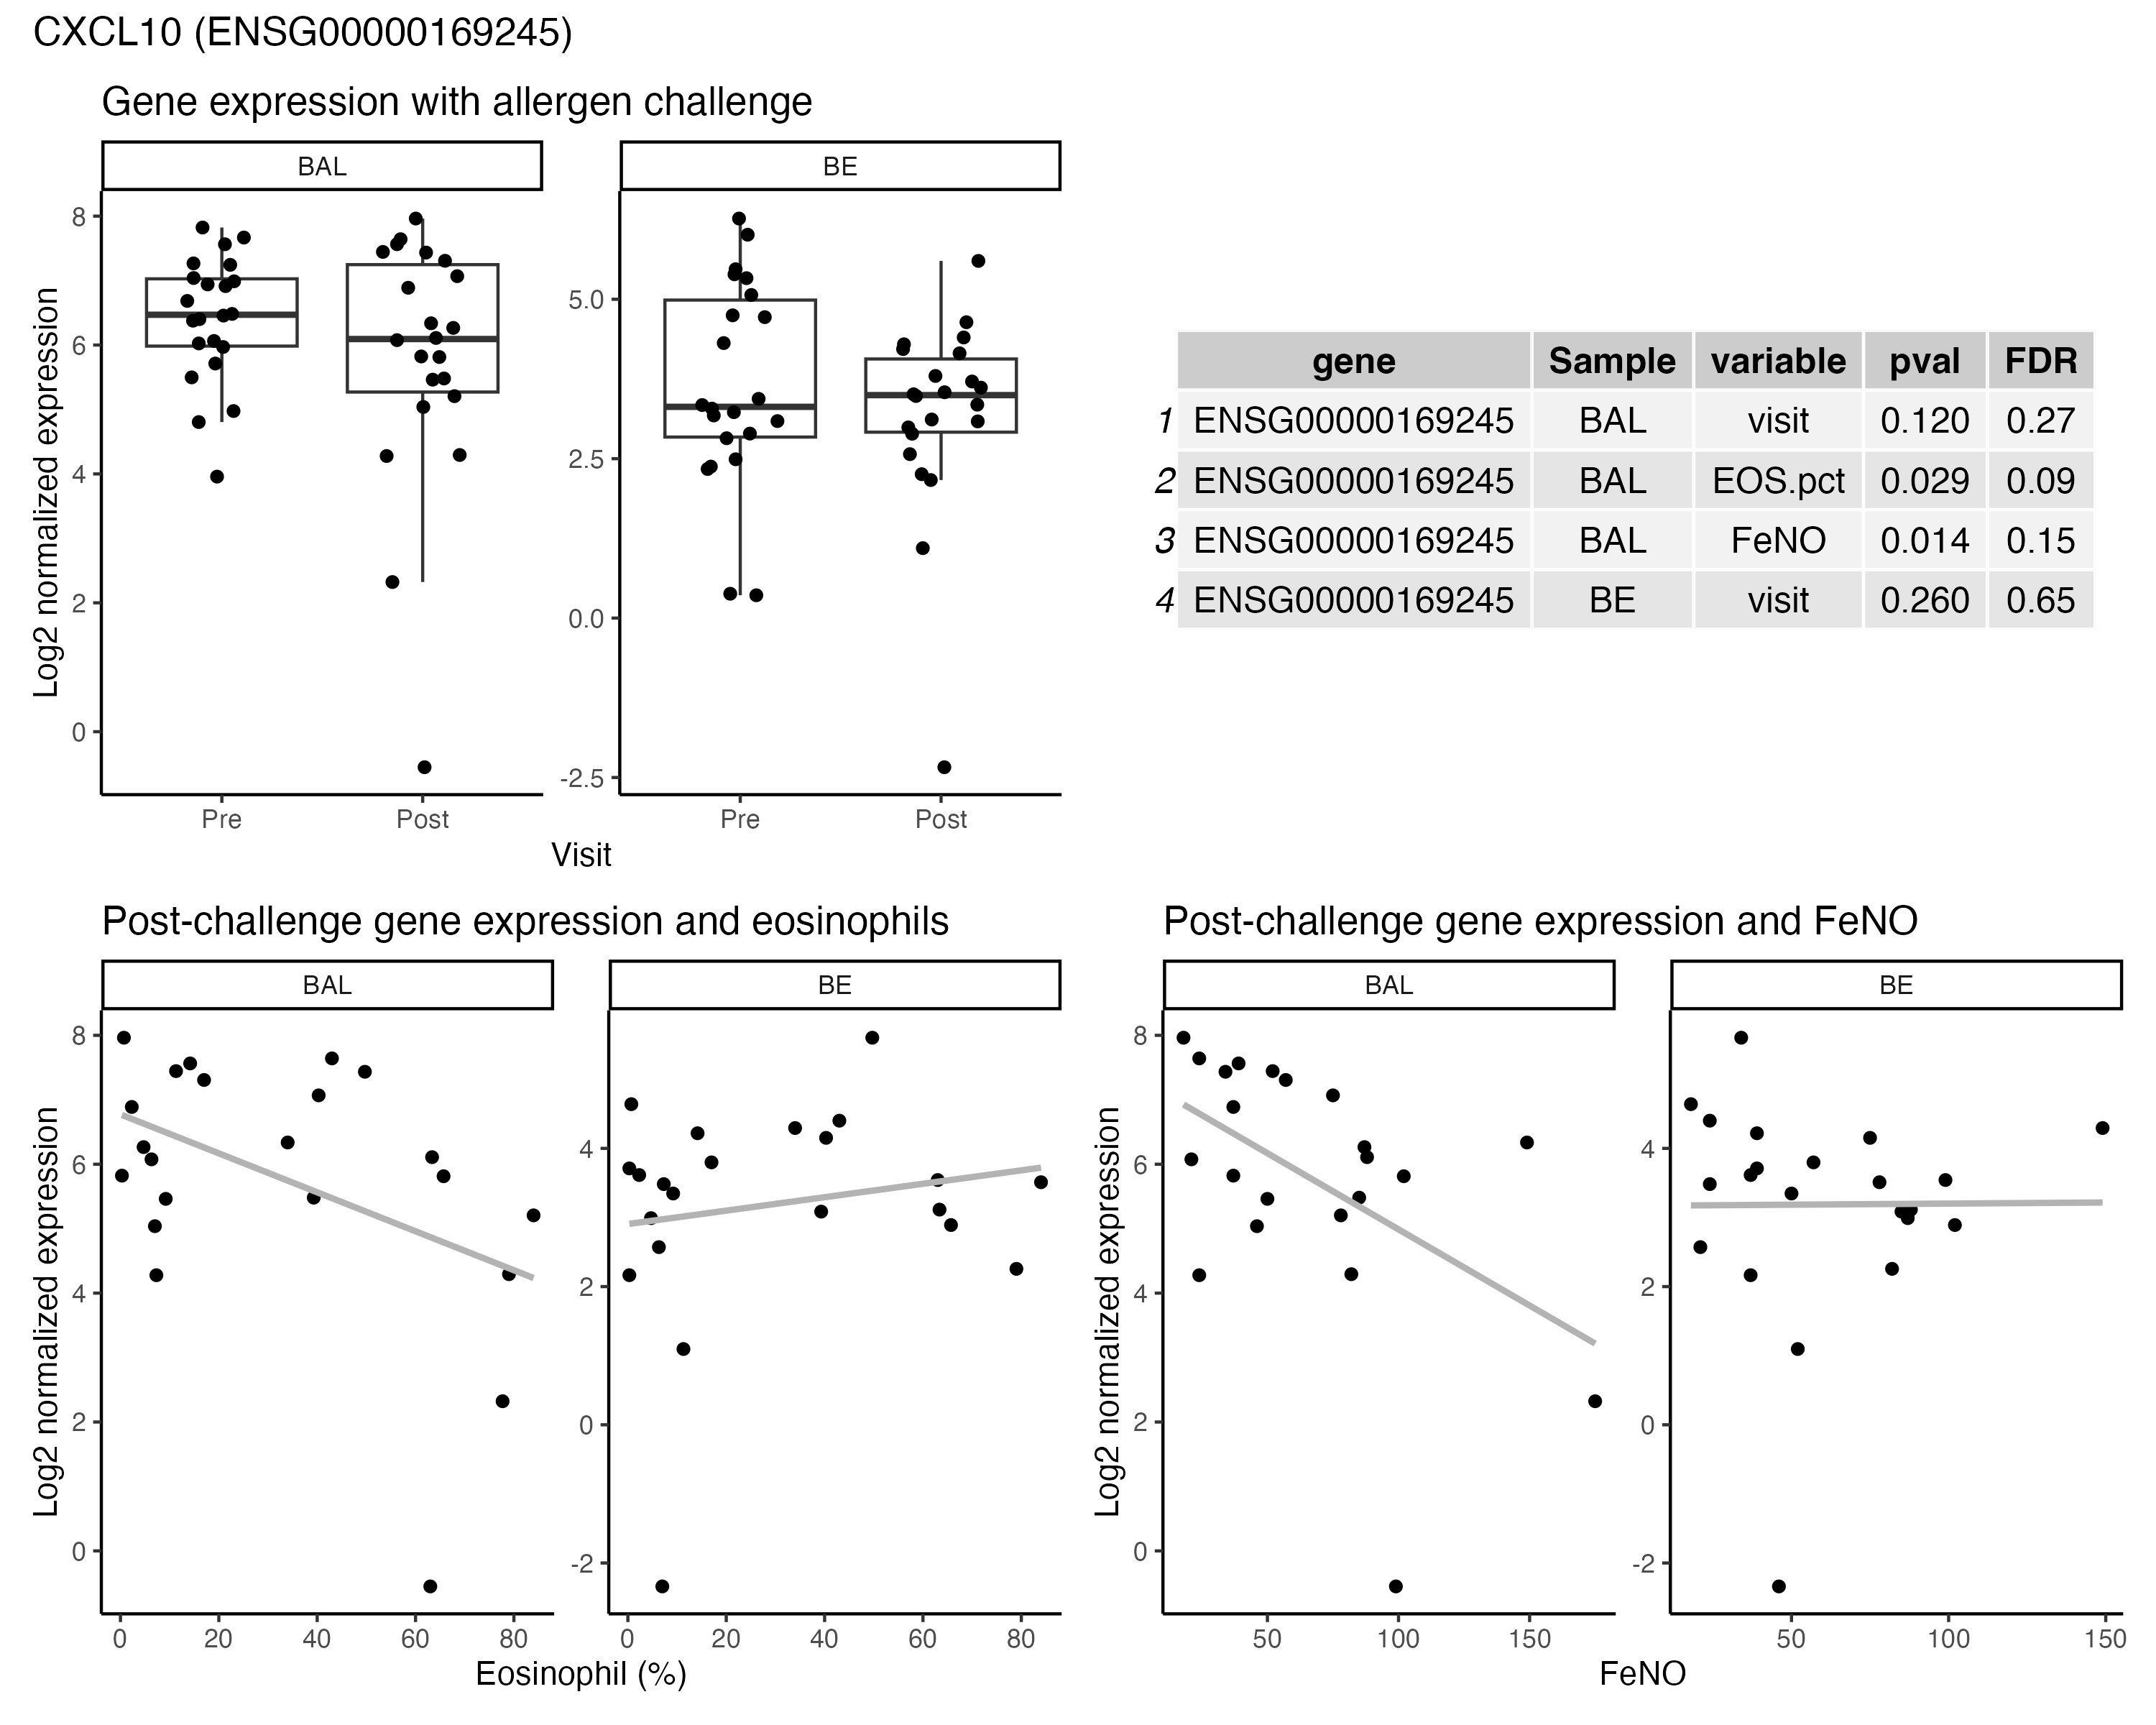 CXCL10 (ENSG00000169245)
Gene expression with allergen challenge
BAL
BE
Log2 normalized expression
8
6
4
2
0
5.0
2.5
0.0
-2.5
Pre
Post
Pre
Post
Visit
gene Sample variable pval FDR
1 ENSG00000169245 BAL visit 0.120 0.27
2 ENSG00000169245 BAL EOS.pct 0.029 0.09
3 ENSG00000169245 BAL FeNO 0.014 0.15
4 ENSG00000169245 BE visit 0.260 0.65
Post-challenge gene expression and eosinophils
BAL
BE
Log2 normalized expression
8
6
4
2
0
4
2
0
-2
0 20 40 60 80
0 20 40 60 80
Eosinophil (%)
Post-challenge gene expression and FeNO
BAL
BE
Log2 normalized expression
8
6
4
2
0
4
2
0
-2
50 100 150
50 100 150
FeNO